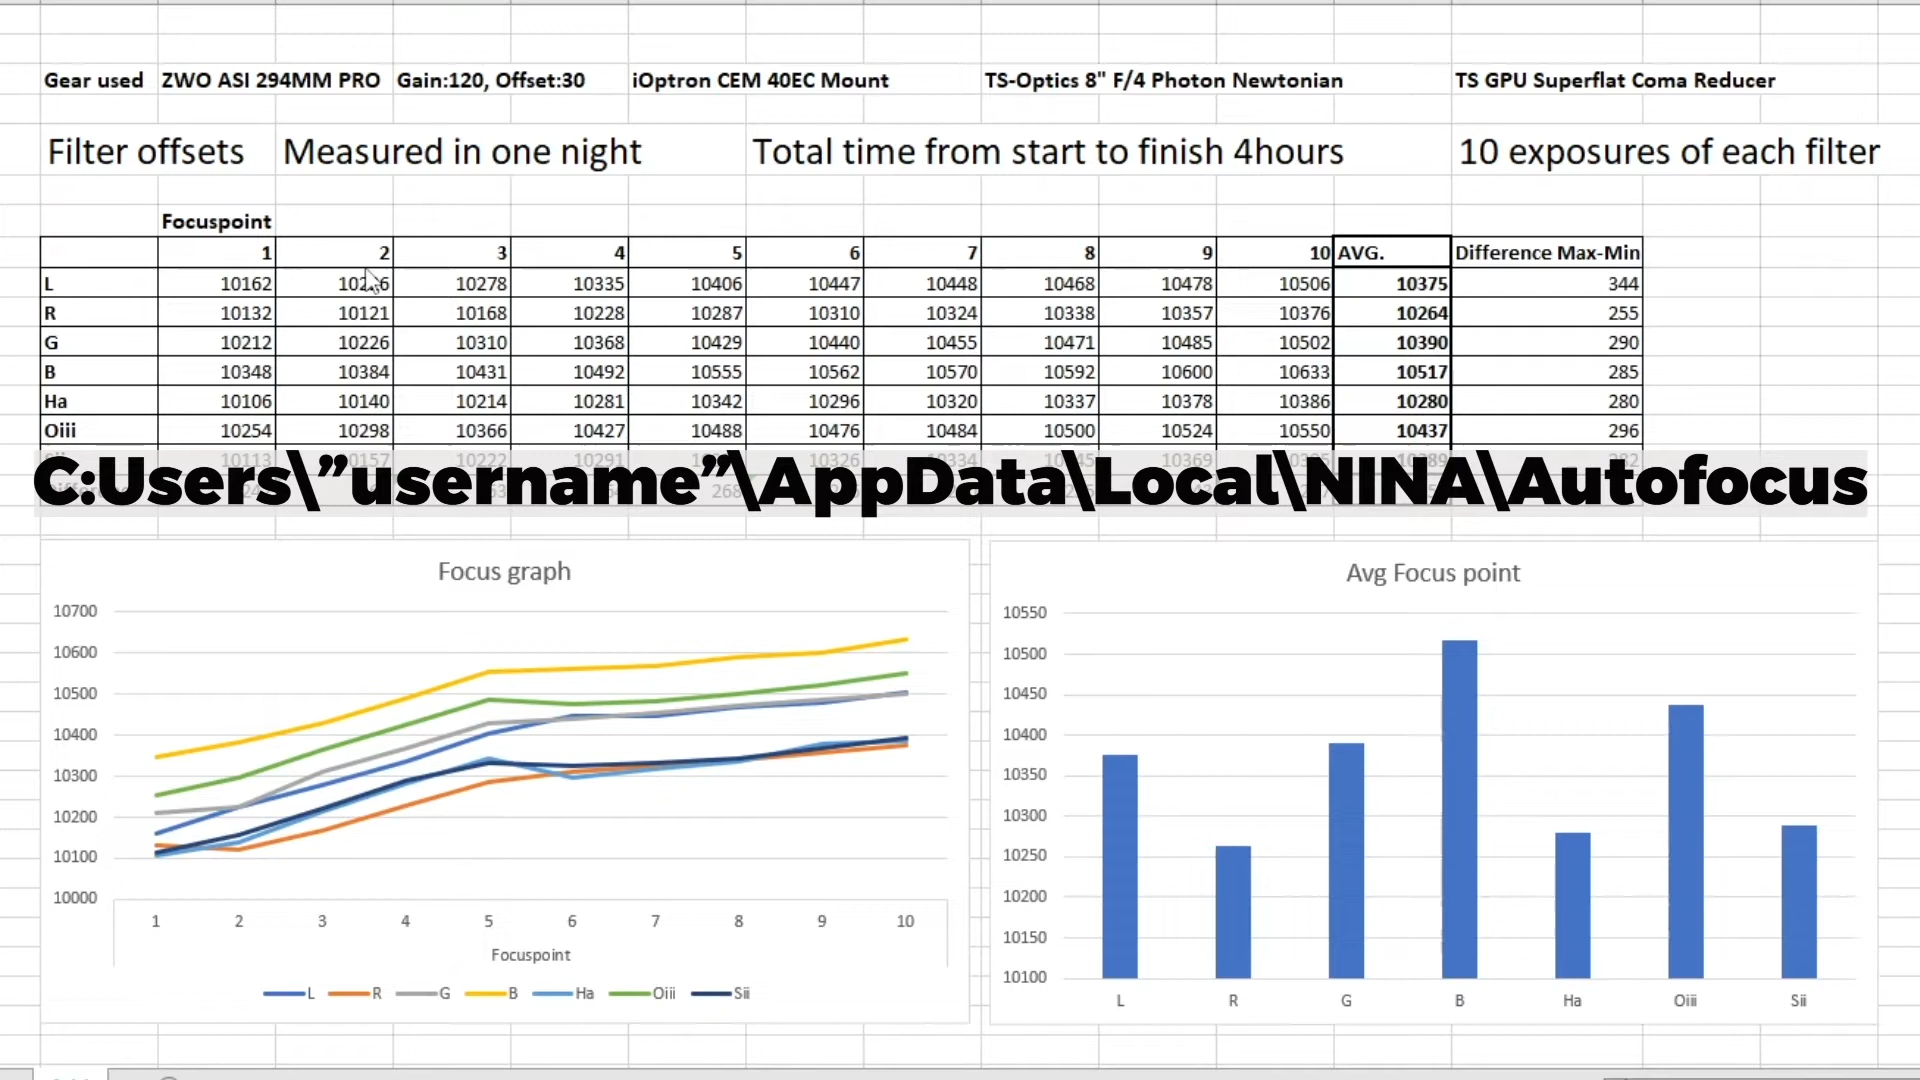 Gear used ZWO ASI 294MM PRO Gain:120, Offset:30 iOptron CEM 40EC Mount TS-Optics 8" F/4 Photon Newtonian TS GPU Superflat Coma Reducer
Filter offsets Measured in one night Total time from start to finish 4hours 10 exposures of each filter
Focuspoint
1 2 3 4 5 6 7 8 9 10 AVG. Difference Max-Min
L 10162 10278 10335 10406 10447 10448 10468 10478 10506 10375 344
R 10132 10121 10168 10228 10287 10310 10324 10338 10357 10376 10264 255
G 10212 10226 10310 10368 10429 10440 10455 10471 10485 10502 10390 290
B 10348 10384 10431 10492 10555 10562 10570 10592 10600 10633 10517 285
Ha 10106 10140 10214 10281 10342 10296 10320 10337 10378 10386 10280 280
Oiii 10254 10298 10366 10427 10488 10476 10484 10500 10524 10550 10437 296
C:Users\”username”\AppData\Local\NINA\Autofocus
Focus graph
10700
10600
10500
10400
10300
10200
10100
10000
1 2 3 4 5 6 7 8 9 10
Focuspoint
L R G B Ha Oiii Sii
Avg Focus point
10550
10500
10450
10400
10350
10300
10250
10200
10150
10100
L R G B Ha Oiii Sii